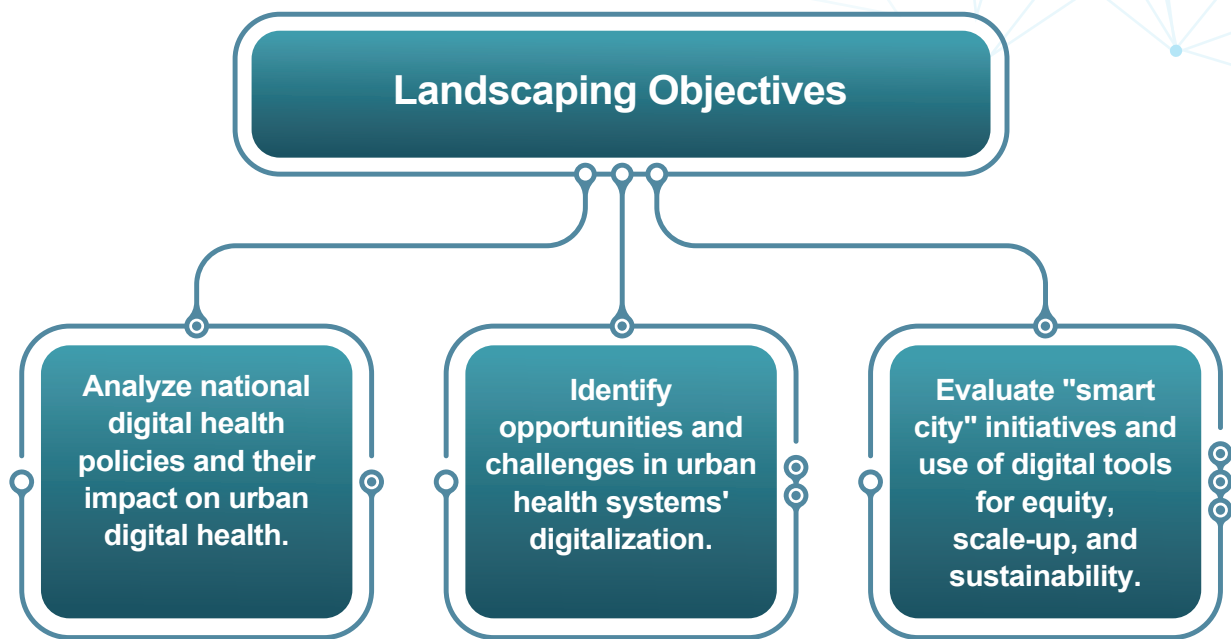 Landscaping Objectives
Analyze national
digital health
policies and their
impact on urban
digital health.
Identify
opportunities and
challenges in urban
health systems'
digitalization.
Evaluate "smart
city" initiatives and
use of digital tools
for equity,
scale-up, and
sustainability.